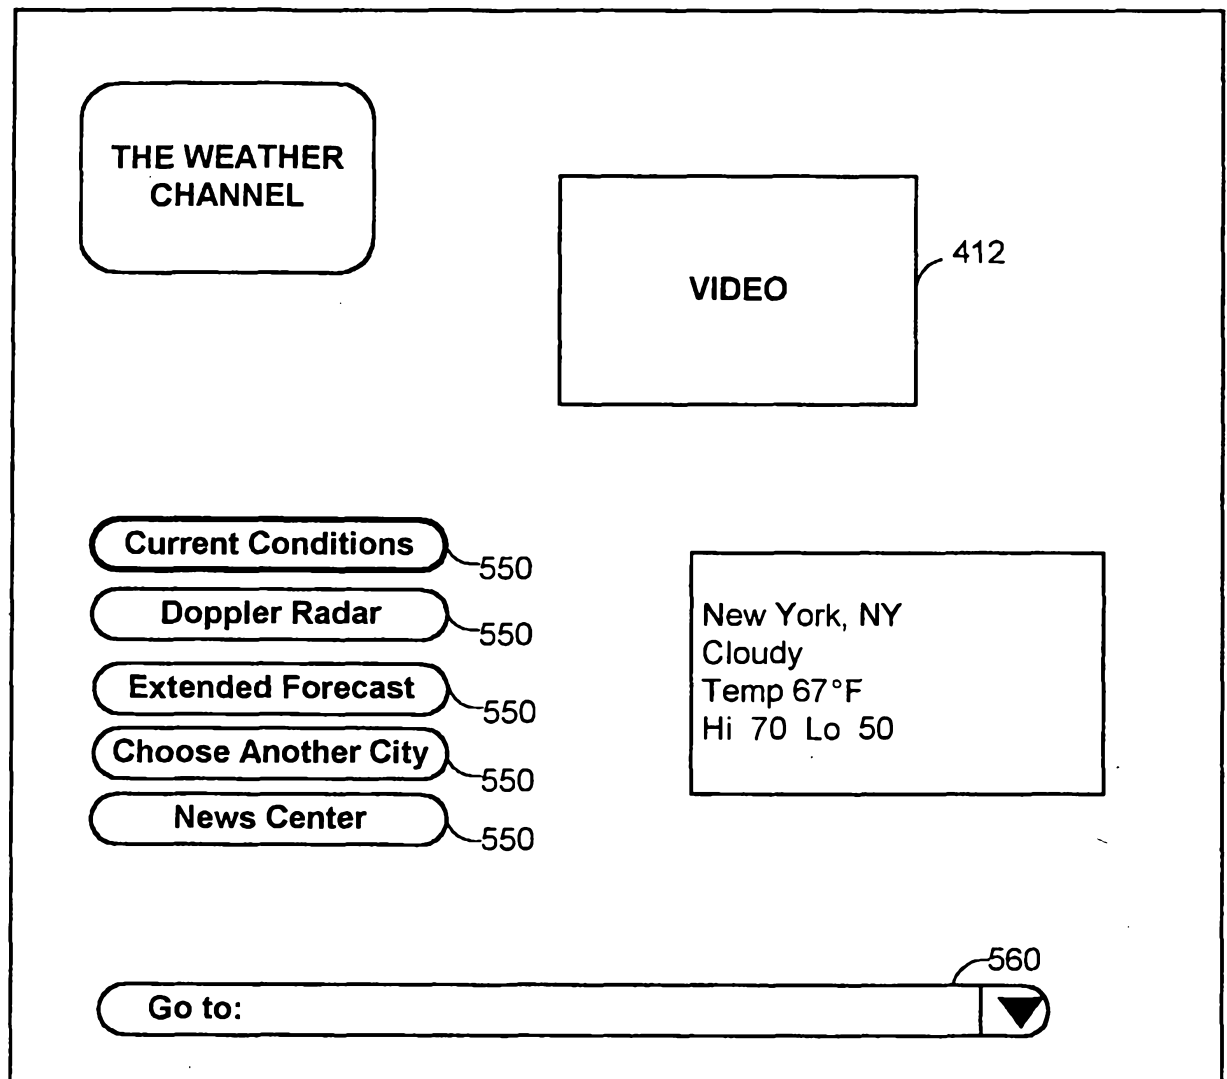 THE WEATHER
CHANNEL
VIDEO
412
Current Conditions
550
Doppler Radar
550
Extended Forecast
550
Choose Another City
550
News Center
550
New York, NY
Cloudy
Temp 67°F
Hi 70 Lo 50
560
Go to: